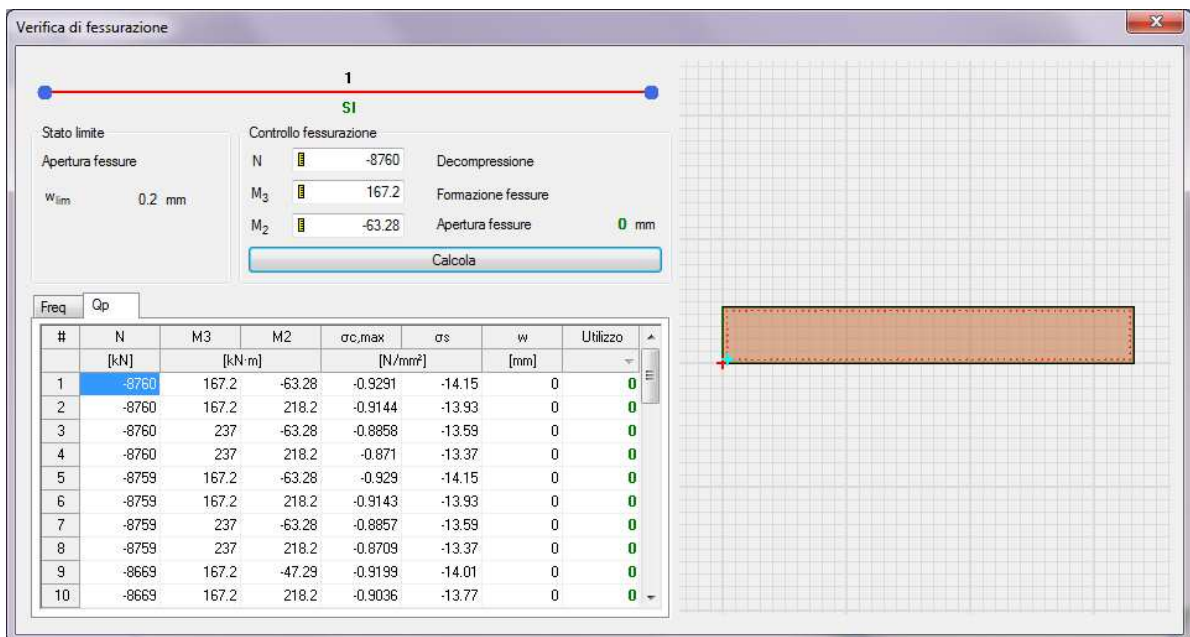 Verifica di fessurazione
1
SI
Stato limite
Apertura fessure
wlim 0.2 mm
Controllo fessurazione
N -8760 Decompressione
M3 167.2 Formazione fessure
M2 -63.28 Apertura fessure 0 mm
Calcola
Freq Qp
# N M3 M2 σc,max σs w Utilizzo
[kN] [kN·m] [N/mm²] [mm]
1 -8760 167.2 -63.28 -0.9291 -14.15 0 0
2 -8760 167.2 218.2 -0.9144 -13.93 0 0
3 -8760 237 -63.28 -0.8858 -13.59 0 0
4 -8760 237 218.2 -0.871 -13.37 0 0
5 -8759 167.2 -63.28 -0.929 -14.15 0 0
6 -8759 167.2 218.2 -0.9143 -13.93 0 0
7 -8759 237 -63.28 -0.8857 -13.59 0 0
8 -8759 237 218.2 -0.8709 -13.37 0 0
9 -8669 167.2 -47.29 -0.9199 -14.01 0 0
10 -8669 167.2 218.2 -0.9036 -13.77 0 0